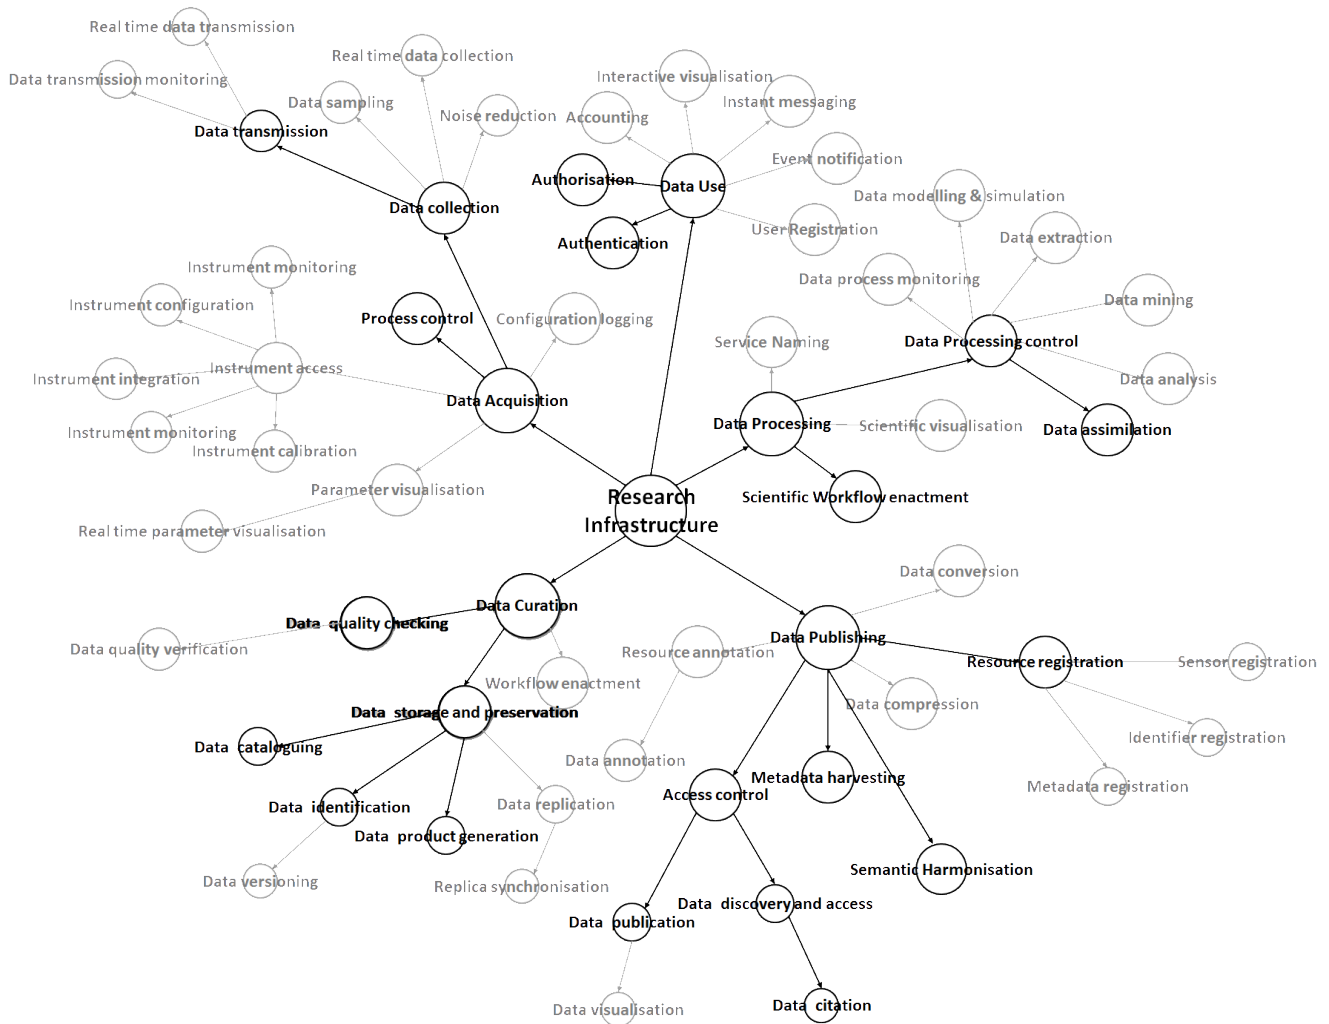 Real time data transmission
Real time data collection
Data transmission monitoring
Interactive visualisation
Data sampling
Instant messaging
Noise reduction
Accounting
Data transmission
Event notification
Authorisation
Data Use
Data modelling & simulation
Data collection
User Registration
Data extraction
Authentication
Instrument monitoring
Data process monitoring
Instrument configuration
Data mining
Process control
Configuration logging
Service Naming
Data Processing control
Instrument access
Instrument integration
Data analysis
Data Acquisition
Data Processing
Scientific visualisation
Data assimilation
Instrument monitoring
Instrument calibration
Parameter visualisation
Research
Infrastructure
Scientific Workflow enactment
Real time parameter visualisation
Data conversion
Data Curation
Data quality checking
Data Publishing
Data quality verification
Resource annotation
Resource registration
Sensor registration
Workflow enactment
Data compression
Data storage and preservation
Identifier registration
Data cataloguing
Data annotation
Metadata harvesting
Metadata registration
Access control
Data identification
Data replication
Data product generation
Semantic Harmonisation
Data versioning
Replica synchronisation
Data discovery and access
Data publication
Data citation
Data visualisation